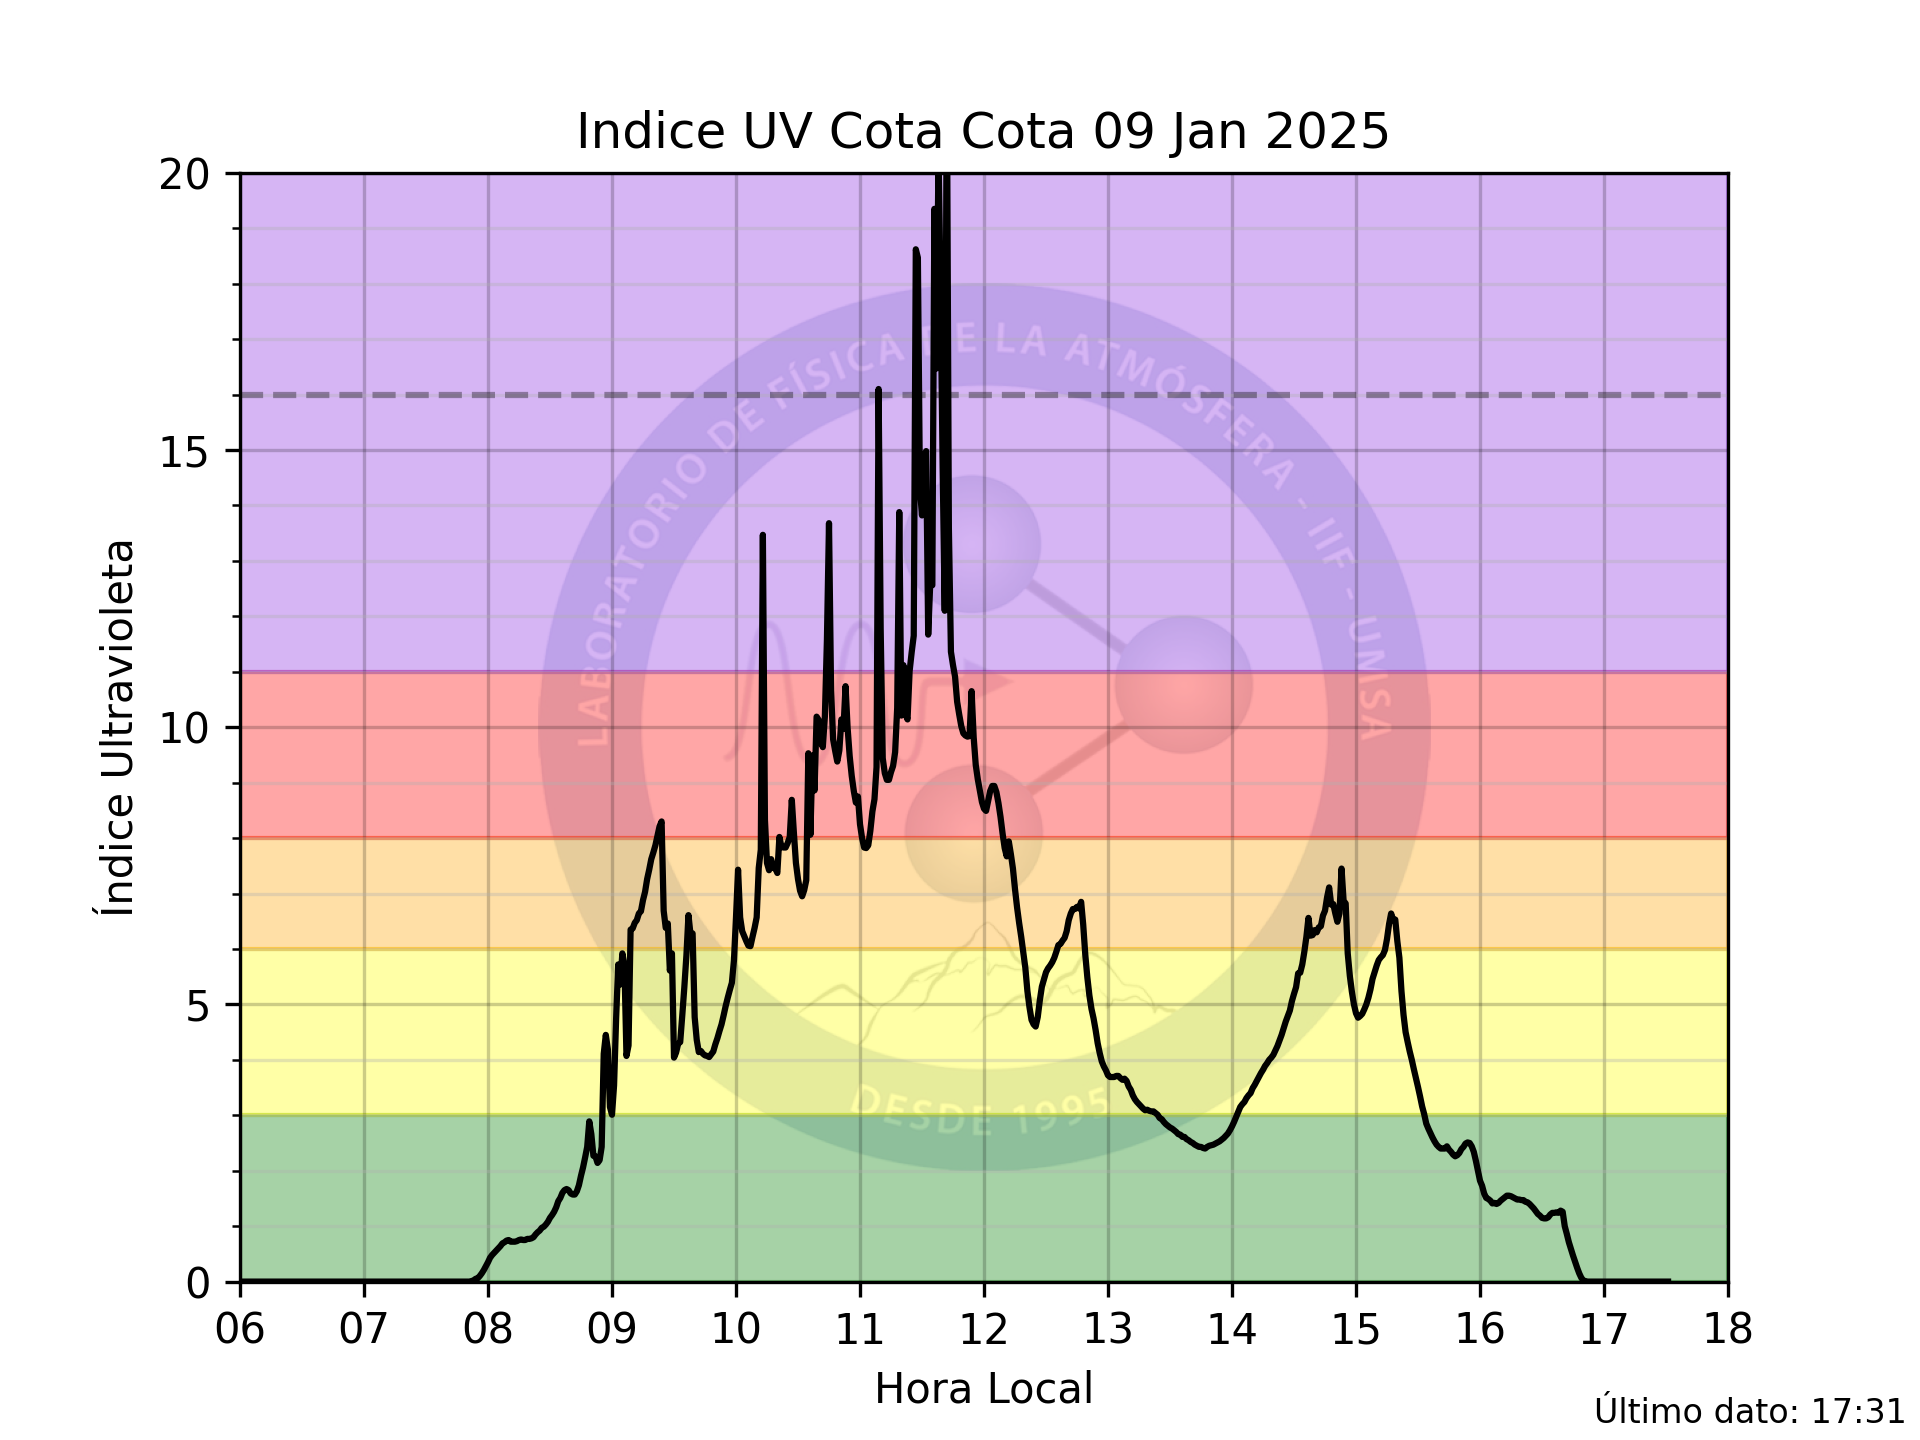 Indice UV Cota Cota 09 Jan 2025
20
15
10
5
0
Índice Ultravioleta
LABORATORIO DE FÍSICA DE LA ATMÓSFERA - IIF - UMSA
DESDE 1995
06 07 08 09 10 11 12 13 14 15 16 17 18
Hora Local
Último dato: 17:31